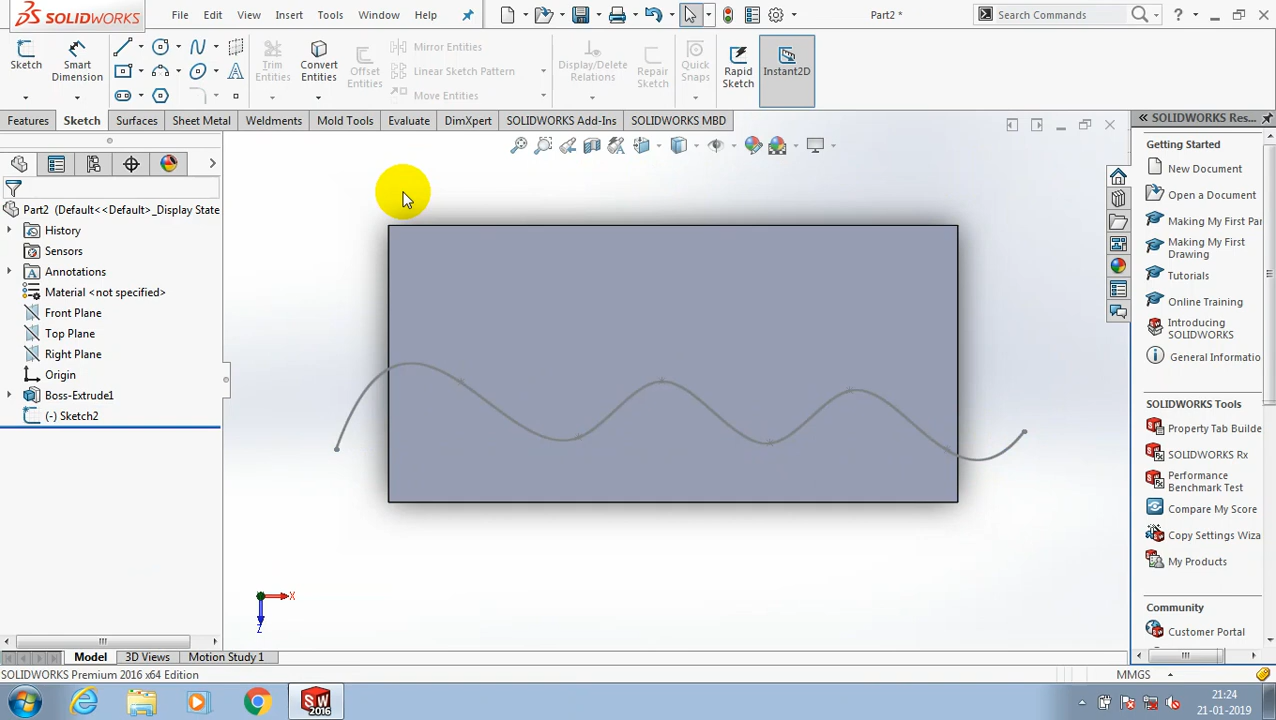 SOLIDWORKS File Edit View Insert Tools Window Help Part2 * Search Commands
Sketch Smart Dimension Trim Entities Convert Entities Offset Entities Mirror Entities Linear Sketch Pattern Move Entities Display/Delete Relations Repair Sketch Quick Snaps Rapid Sketch Instant2D
Features Sketch Surfaces Sheet Metal Weldments Mold Tools Evaluate DimXpert SOLIDWORKS Add-Ins SOLIDWORKS MBD
SOLIDWORKS Res...
Part2 (Default<<Default>_Display State
History
Sensors
Annotations
Material <not specified>
Front Plane
Top Plane
Right Plane
Origin
Boss-Extrude1
(-) Sketch2
Getting Started
New Document
Open a Document
Making My First Par
Making My First Drawing
Tutorials
Online Training
Introducing SOLIDWORKS
General Informatio
SOLIDWORKS Tools
Property Tab Builde
SOLIDWORKS Rx
Performance Benchmark Test
Compare My Score
Copy Settings Wiza
My Products
Community
Customer Portal
X
Z
Model 3D Views Motion Study 1
SOLIDWORKS Premium 2016 x64 Edition MMGS
SW 2016
21:24
21-01-2019